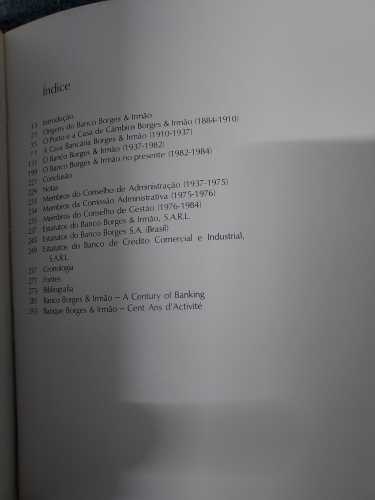 Índice
13 Introdução
21 Origens do Banco Borges & Irmão
35 O Porto e a Casa de Câmbios Borges & Irmão (1884-1910)
71 A Casa Bancária Borges & Irmão (1910-1937)
131 O Banco Borges & Irmão (1937-1982)
199 O Banco Borges & Irmão no presente (1982-1984)
221 Conclusão
229 Notas
233 Membros do Conselho de Administração (1937-1975)
234 Membros da Comissão Administrativa (1975-1976)
235 Membros do Conselho de Gestão (1976-1984)
237 Estatutos do Banco Borges & Irmão, S.A.R.L.
245 Estatutos do Banco Borges S.A. (Brasil)
249 Estatutos do Banco de Crédito Comercial e Industrial,
S.A.R.L.
257 Cronologia
271 Fontes
275 Bibliografia
281 Banco Borges & Irmão – A Century of Banking
293 Banque Borges & Irmão – Cent Ans d'Activité